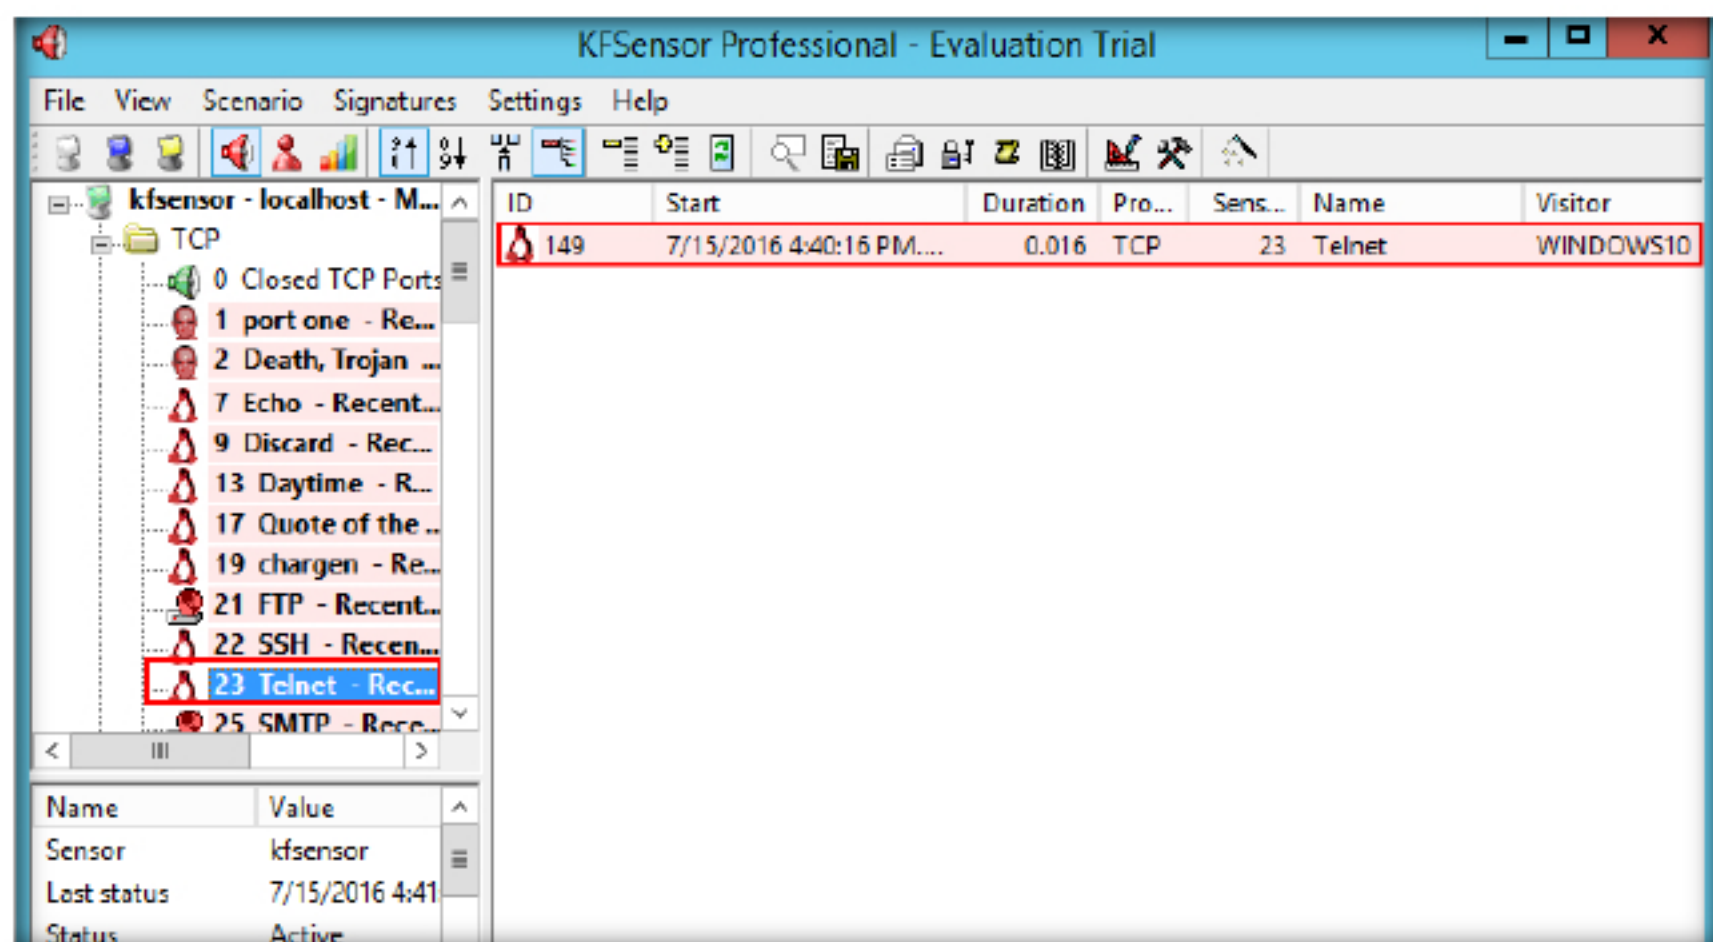 KFSensor Professional - Evaluation Trial
File View Scenario Signatures Settings Help
kfsensor - localhost - M...
TCP
0 Closed TCP Ports
1 port one - Re...
2 Death, Trojan ...
7 Echo - Recent...
9 Discard - Rec...
13 Daytime - R...
17 Quote of the ...
19 chargen - Re...
21 FTP - Recent...
22 SSH - Recen...
23 Telnet - Rec...
25 SMTP - Rece...
ID Start Duration Pro... Sens... Name Visitor
149 7/15/2016 4:40:16 PM.... 0.016 TCP 23 Telnet WINDOWS10
Name Value
Sensor kfsensor
Last status 7/15/2016 4:41
Status Active